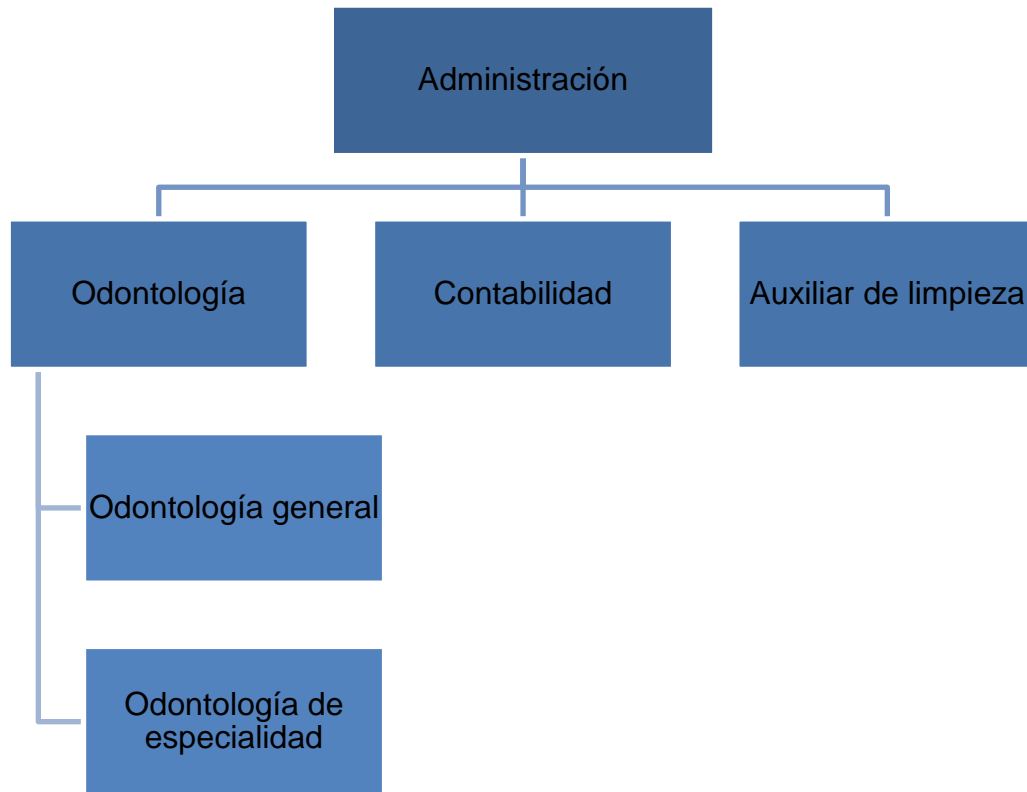 Administración
Odontología
Contabilidad
Auxiliar de limpieza
Odontología general
Odontología de
especialidad